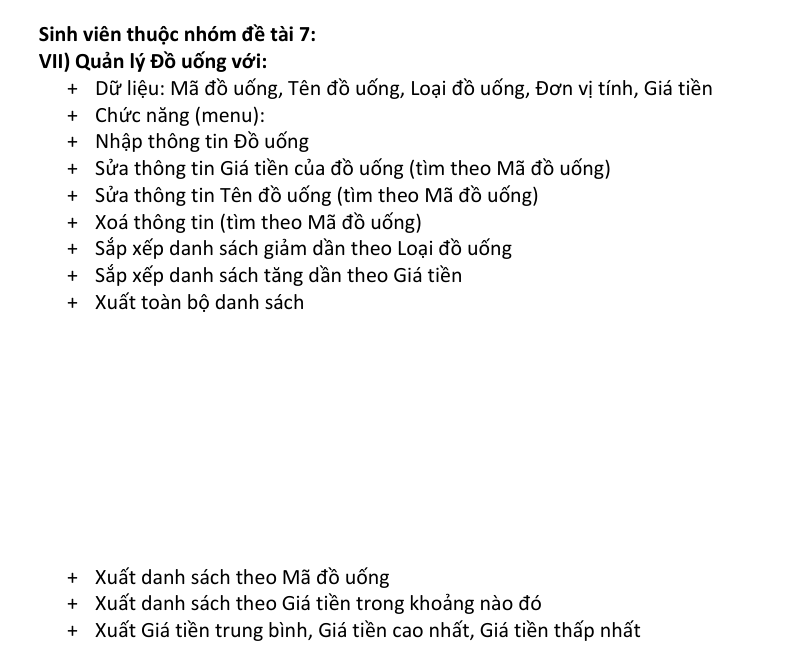 Sinh viên thuộc nhóm đề tài 7:
VII) Quản lý Đồ uống với:
+ Dữ liệu: Mã đồ uống, Tên đồ uống, Loại đồ uống, Đơn vị tính, Giá tiền
+ Chức năng (menu):
+ Nhập thông tin Đồ uống
+ Sửa thông tin Giá tiền của đồ uống (tìm theo Mã đồ uống)
+ Sửa thông tin Tên đồ uống (tìm theo Mã đồ uống)
+ Xoá thông tin (tìm theo Mã đồ uống)
+ Sắp xếp danh sách giảm dần theo Loại đồ uống
+ Sắp xếp danh sách tăng dần theo Giá tiền
+ Xuất toàn bộ danh sách
+ Xuất danh sách theo Mã đồ uống
+ Xuất danh sách theo Giá tiền trong khoảng nào đó
+ Xuất Giá tiền trung bình, Giá tiền cao nhất, Giá tiền thấp nhất